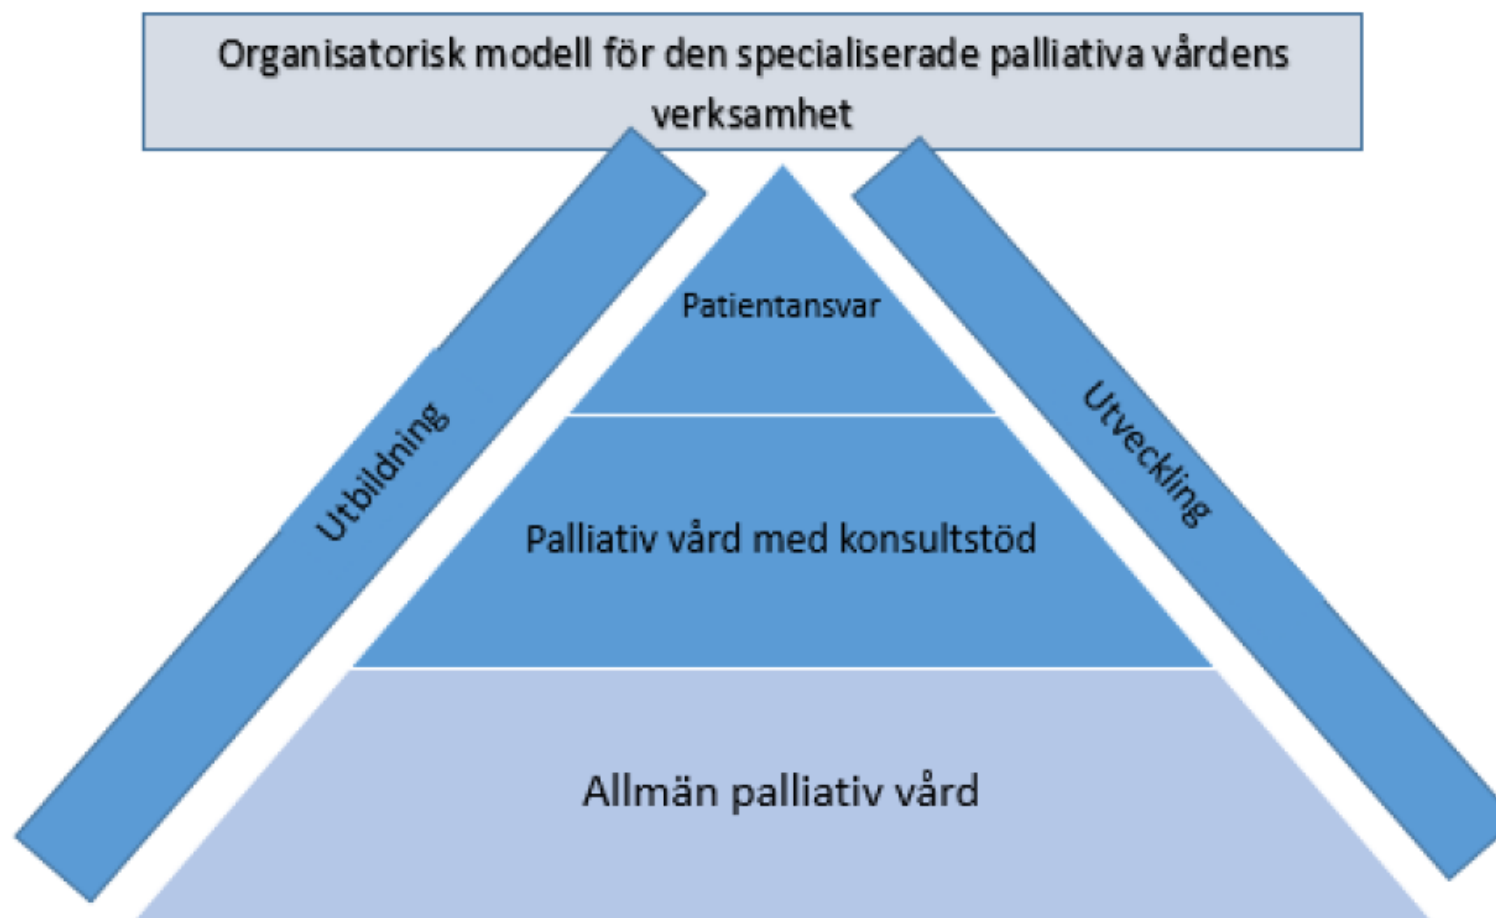 Organisatorisk modell för den specialiserade palliativa vårdens
verksamhet
Patientansvar
Utbildning
Utveckling
Palliativ vård med konsultstöd
Allmän palliativ vård